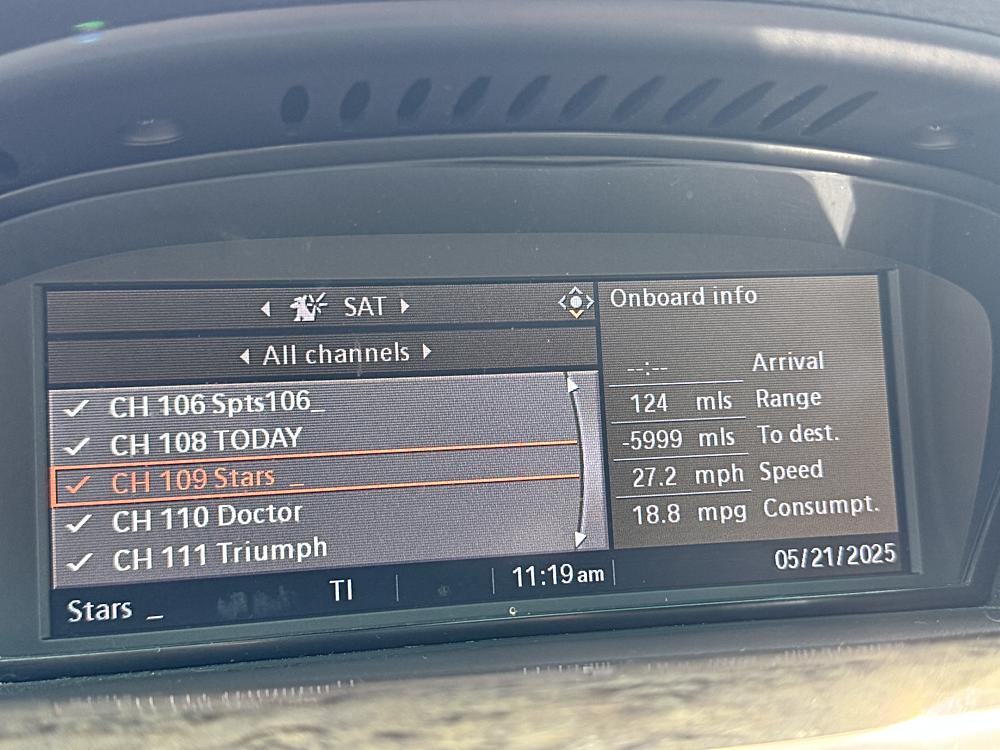 SAT
All channels
CH 106 Spts106_
CH 108 TODAY
CH 109 Stars _
CH 110 Doctor
CH 111 Triumph
Onboard info
--:-- Arrival
124 mls Range
-5999 mls To dest.
27.2 mph Speed
18.8 mpg Consumpt.
05/21/2025
Stars _ TI 11:19am